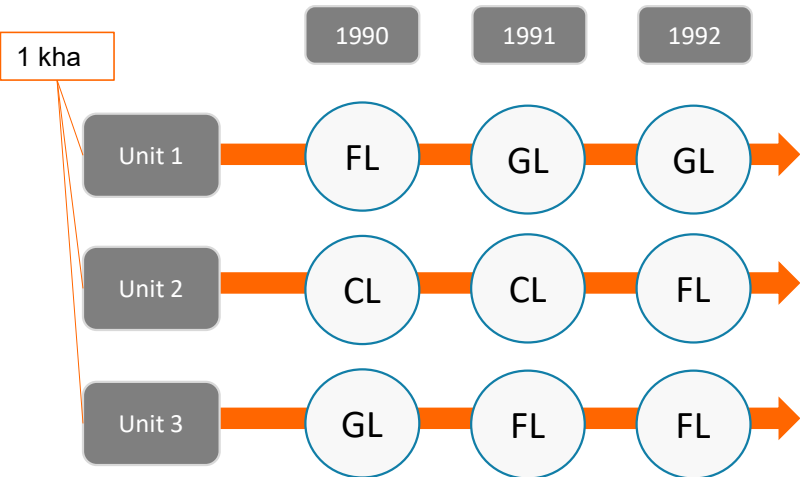 1990 1991 1992
1 kha
Unit 1 FL GL GL
Unit 2 CL CL FL
Unit 3 GL FL FL